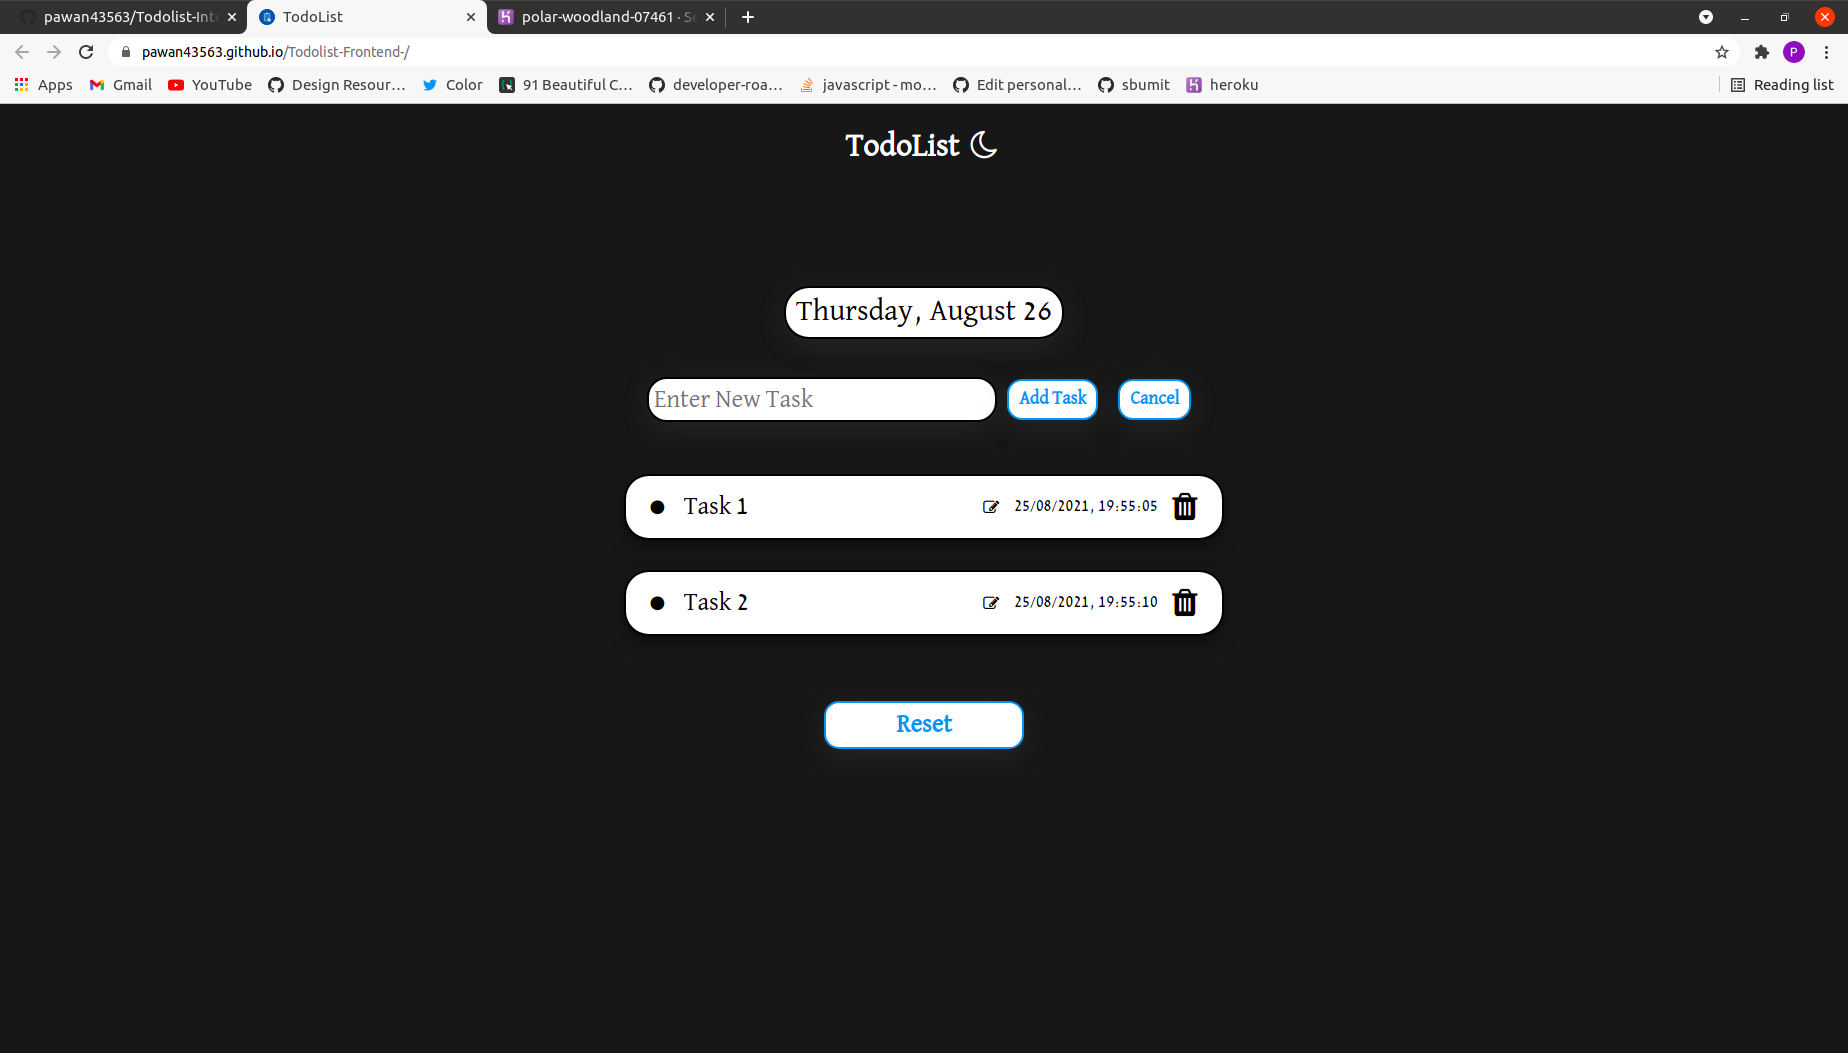 pawan43563/Todolist-Int
TodoList
polar-woodland-07461 · Se
pawan43563.github.io/Todolist-Frontend-/
P
Apps Gmail YouTube Design Resour… Color 91 Beautiful C… developer-roa… javascript - mo… Edit personal… sbumit heroku Reading list
TodoList
Thursday, August 26
Enter New Task Add Task Cancel
Task 1 25/08/2021, 19:55:05
Task 2 25/08/2021, 19:55:10
Reset